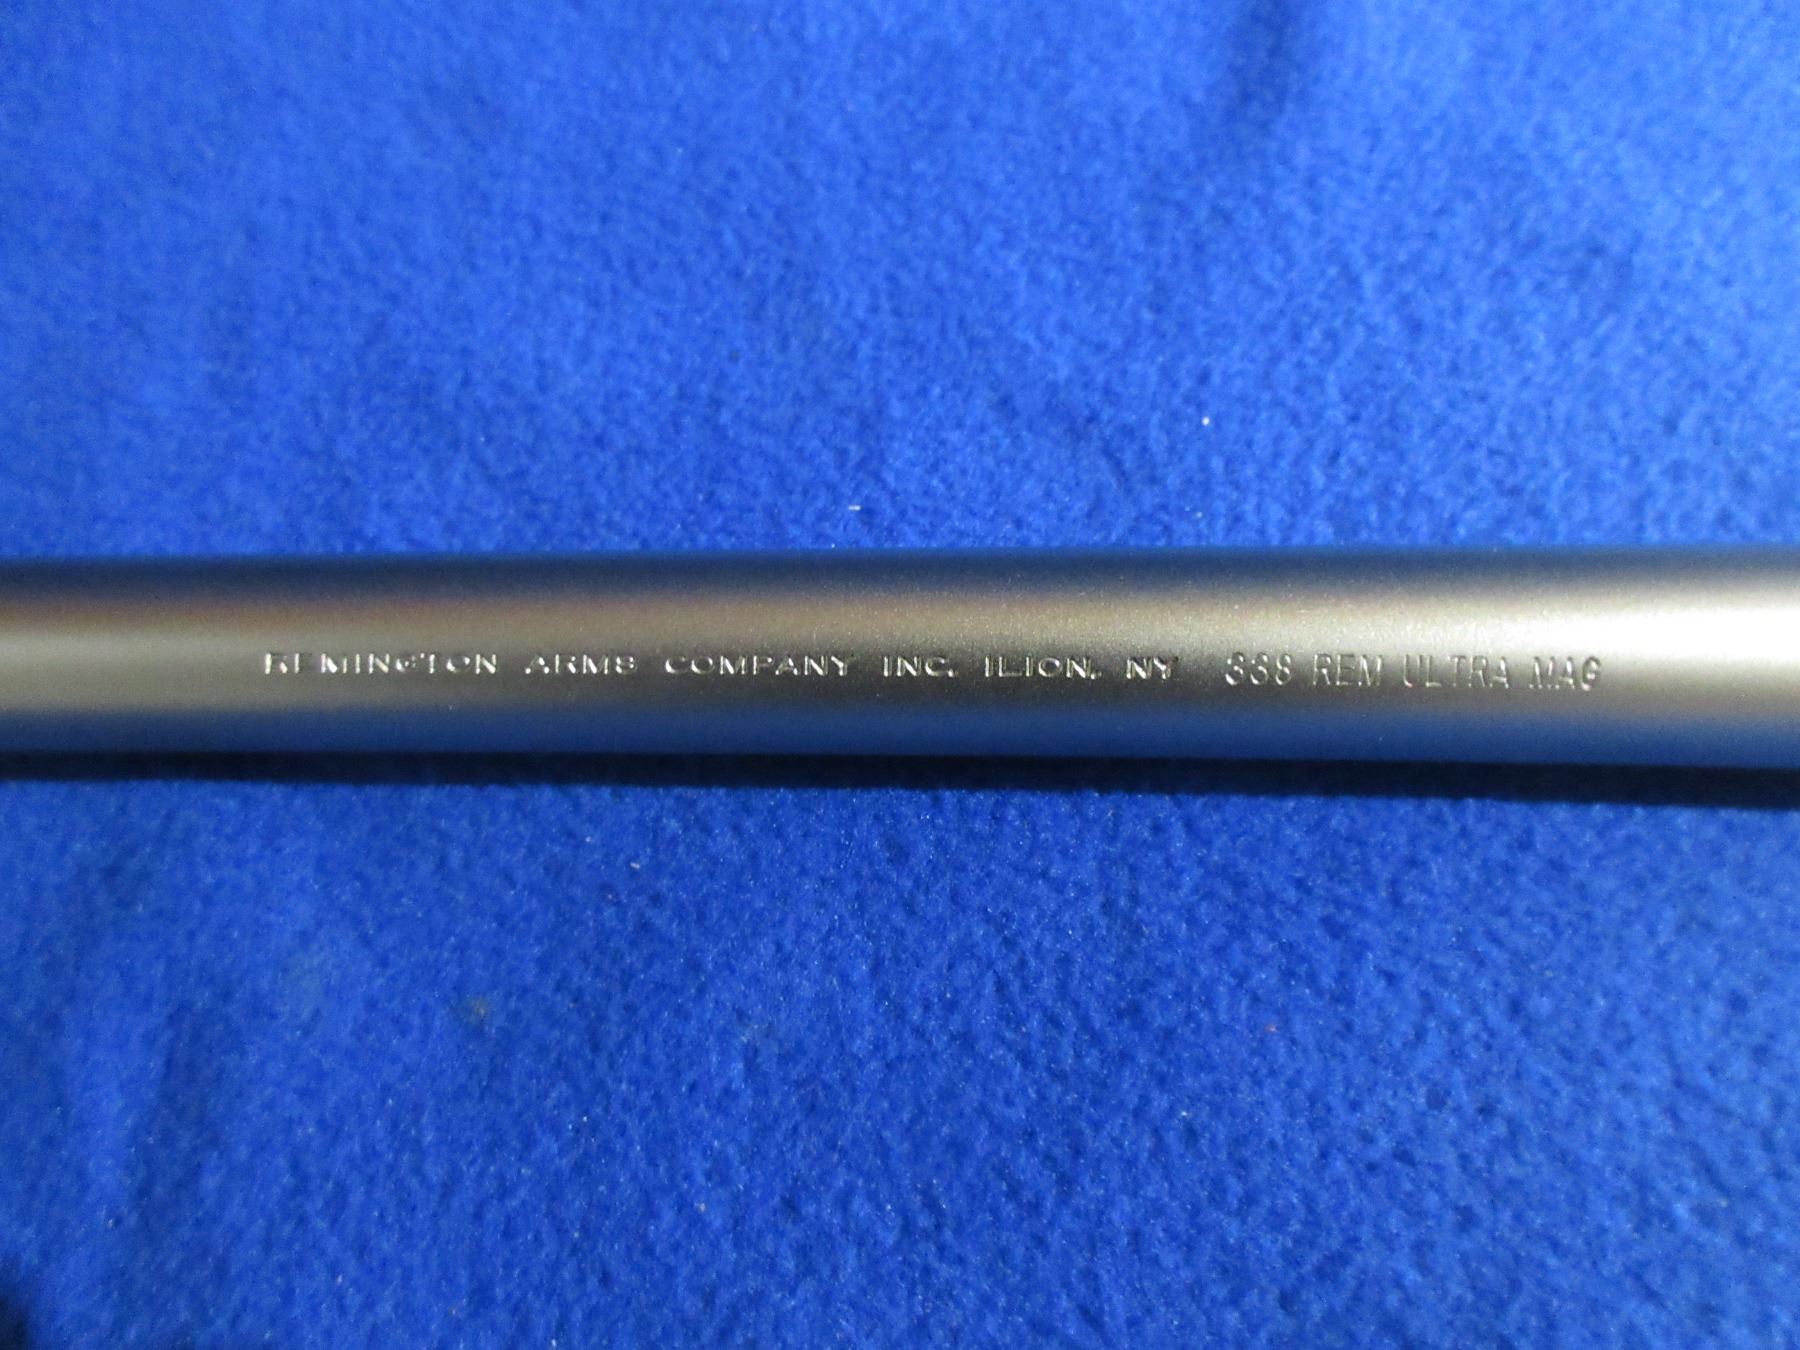 REMINGTON ARMS COMPANY INC. ILION, NY 338 REM ULTRA MAG